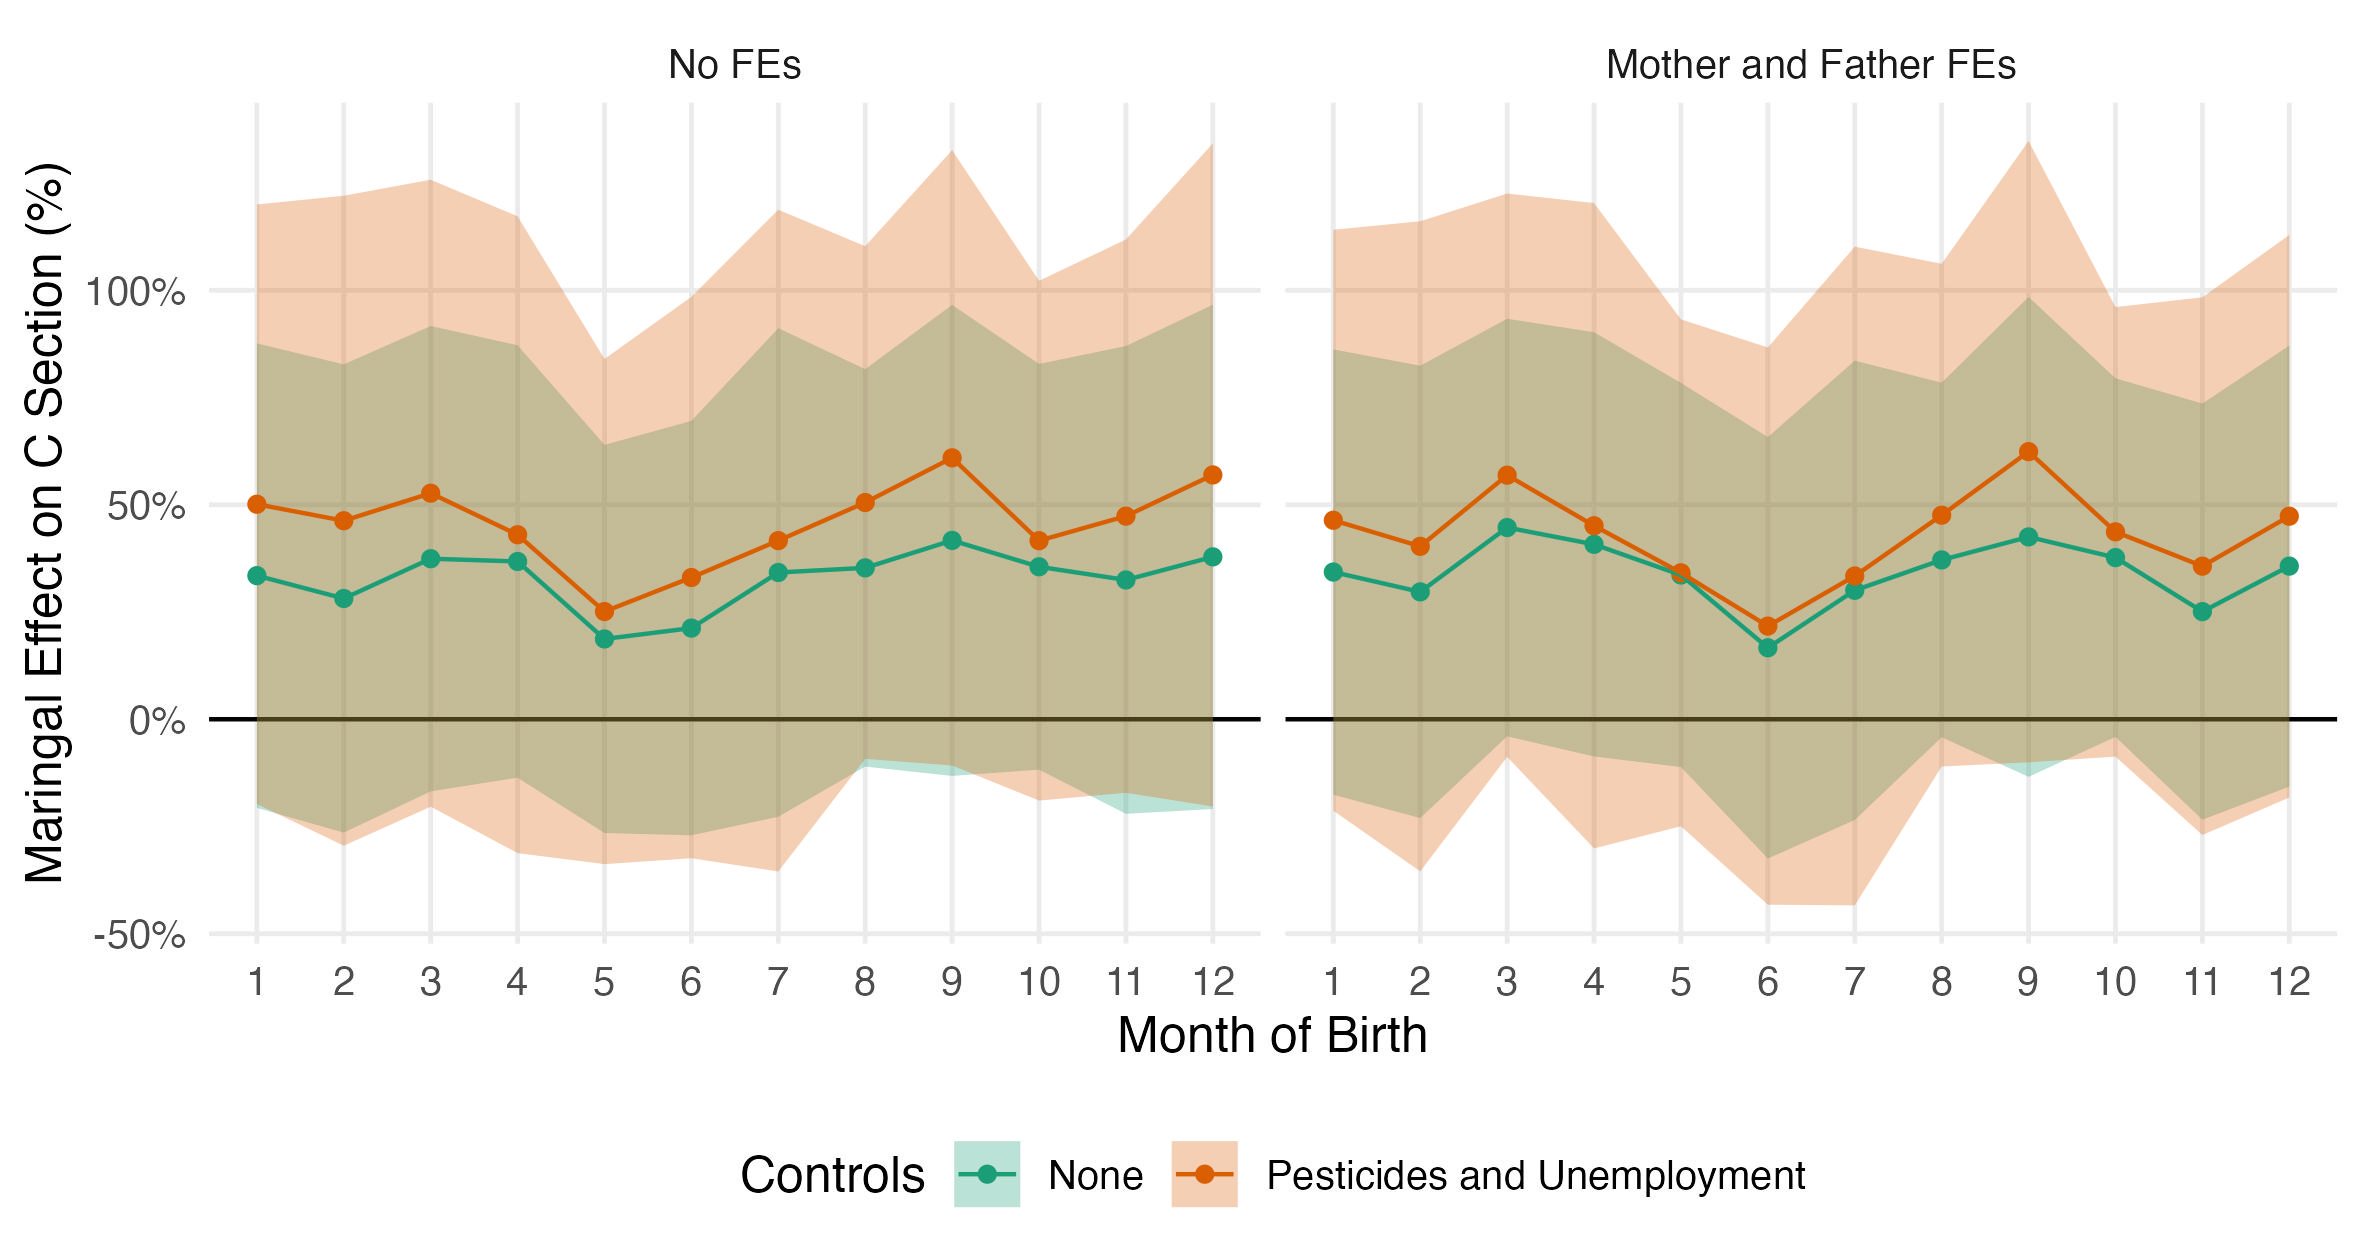 No FEs
Mother and Father FEs
Maringal Effect on C Section (%)
100%
50%
0%
-50%
1 2 3 4 5 6 7 8 9 10 11 12
1 2 3 4 5 6 7 8 9 10 11 12
Month of Birth
Controls None Pesticides and Unemployment